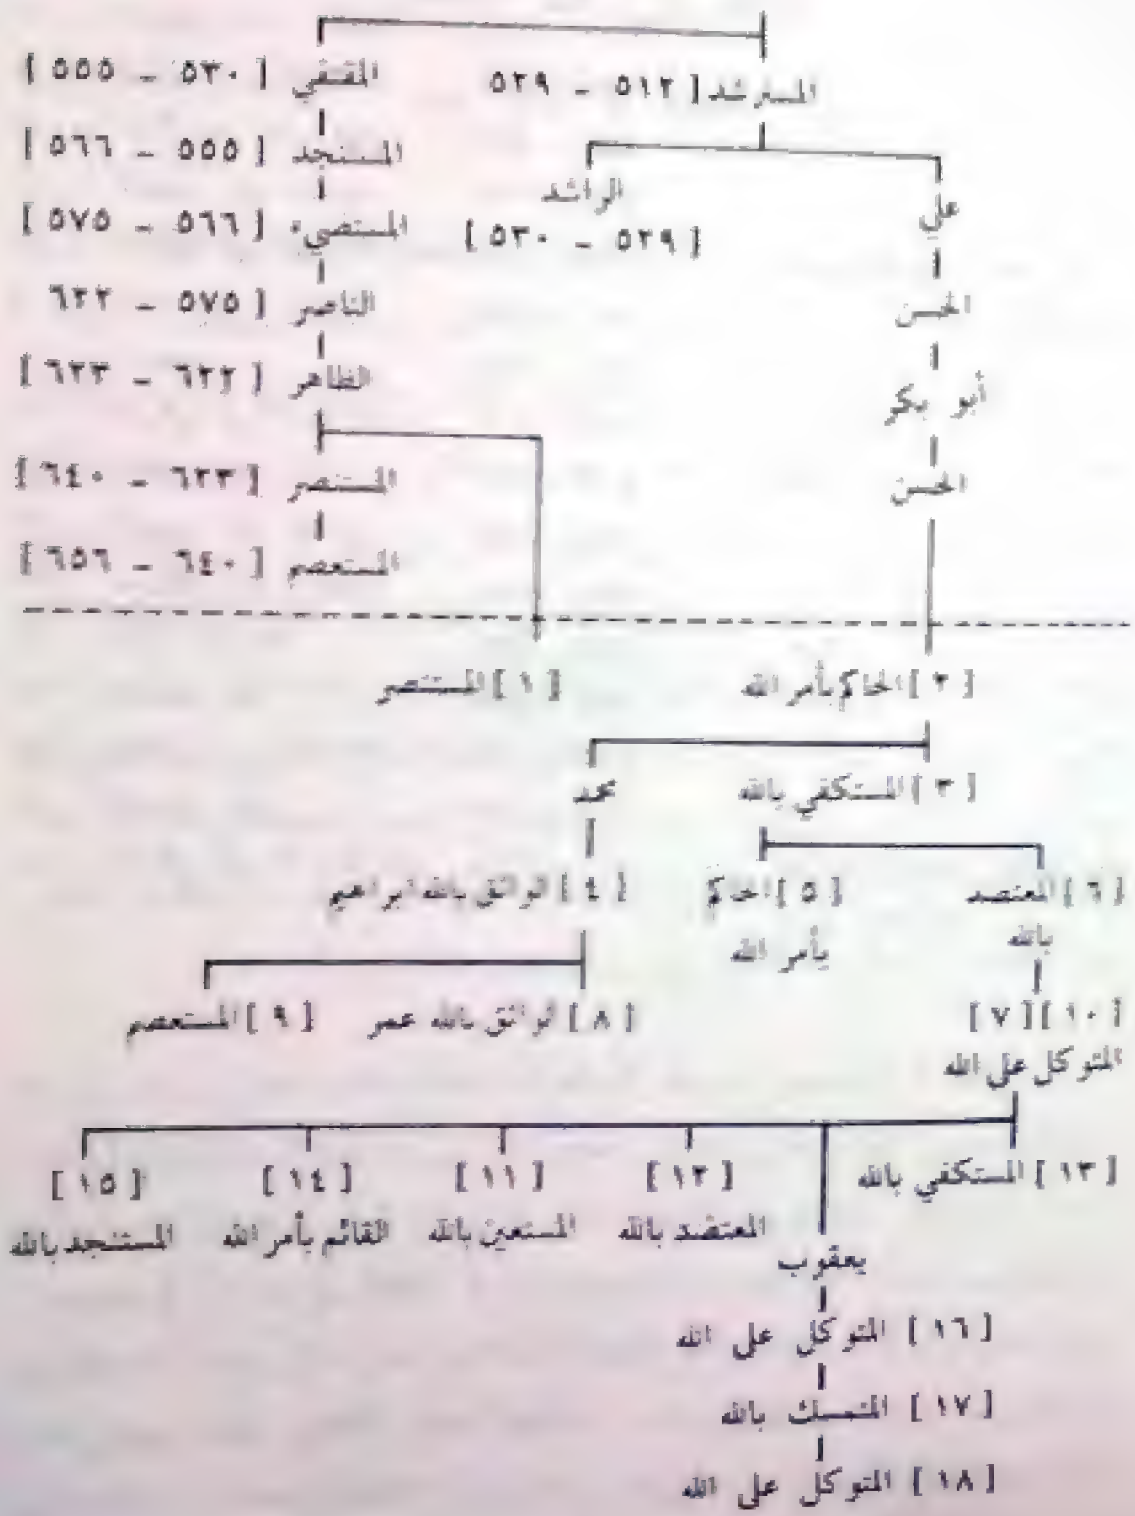 المسترشد [ ٥١٢ - ٥٢٩
المقتفي [ ٥٣٠ - ٥٥٥ ]
المستنجد [ ٥٥٥ - ٥٦٦ ]
الراشد
[ ٥٢٩ - ٥٣٠ ]
علي
المستضيء [ ٥٦٦ - ٥٧٥ ]
الحسن
الناصر [ ٥٧٥ - ٦٢٢
أبو بكر
الظاهر [ ٦٢٢ - ٦٢٣ ]
الحسن
المستنصر [ ٦٢٣ - ٦٤٠ ]
المستعصم [ ٦٤٠ - ٦٥٦ ]
[ ٢ ] الحاكم بأمر الله
[ ١ ] المستنصر
[ ٣ ] المستكفي بالله
محمد
[ ٦ ] المعتضد
بالله
[ ٥ ] الحاكم
بأمر الله
[ ٤ ] الواثق بالله ابراهيم
[ ١٠ ] [ ٧ ]
المتوكل على الله
[ ٨ ] الواثق بالله عمر
[ ٩ ] المستعصم
[ ١٣ ] المستكفي بالله
[ ١٢ ]
المعتضد بالله
[ ١١ ]
المستعين بالله
[ ١٤ ]
القائم بأمر الله
[ ١٥ ]
المستنجد بالله
يعقوب
[ ١٦ ] المتوكل على الله
[ ١٧ ] المتمسك بالله
[ ١٨ ] المتوكل على الله